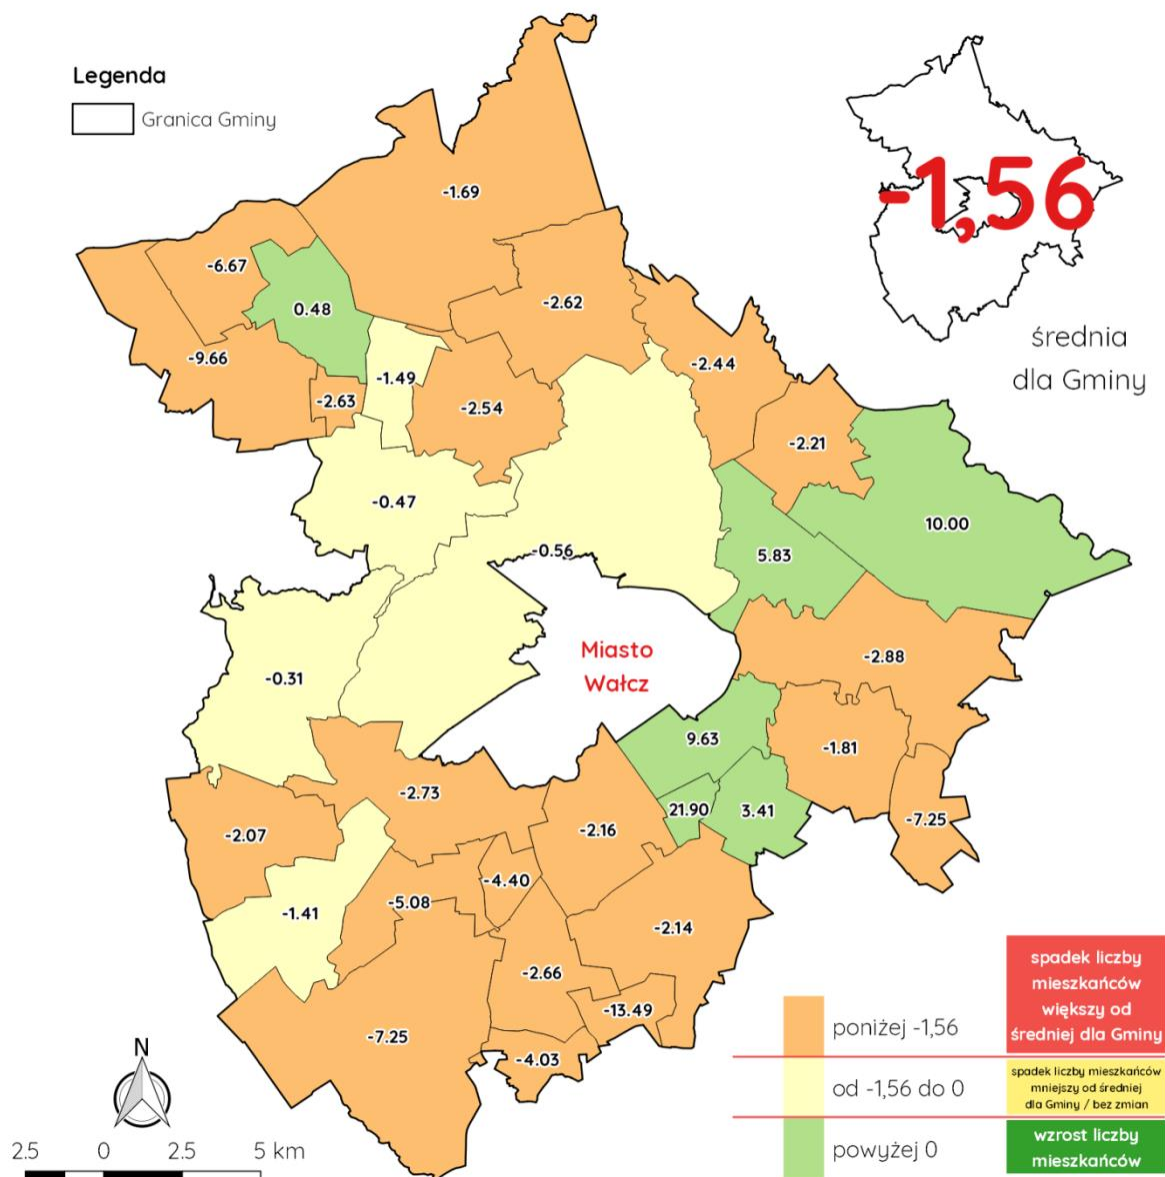 Legenda
Granica Gminy
-1,56
średnia
dla Gminy
-1.69
-6.67
0.48
-2.62
-9.66
-1.49
-2.63
-2.54
-2.44
-2.21
-0.47
10.00
-0.56
5.83
Miasto
Wałcz
-2.88
-0.31
9.63
-1.81
-2.73
21.90
3.41
-7.25
-2.07
-2.16
-4.40
-5.08
-1.41
-2.14
-2.66
-13.49
-7.25
-4.03
N
2.5 0 2.5 5 km
poniżej -1,56
od -1,56 do 0
powyżej 0
spadek liczby
mieszkańców
większy od
średniej dla Gminy
spadek liczby mieszkańców
mniejszy od średniej
dla Gminy / bez zmian
wzrost liczby
mieszkańców